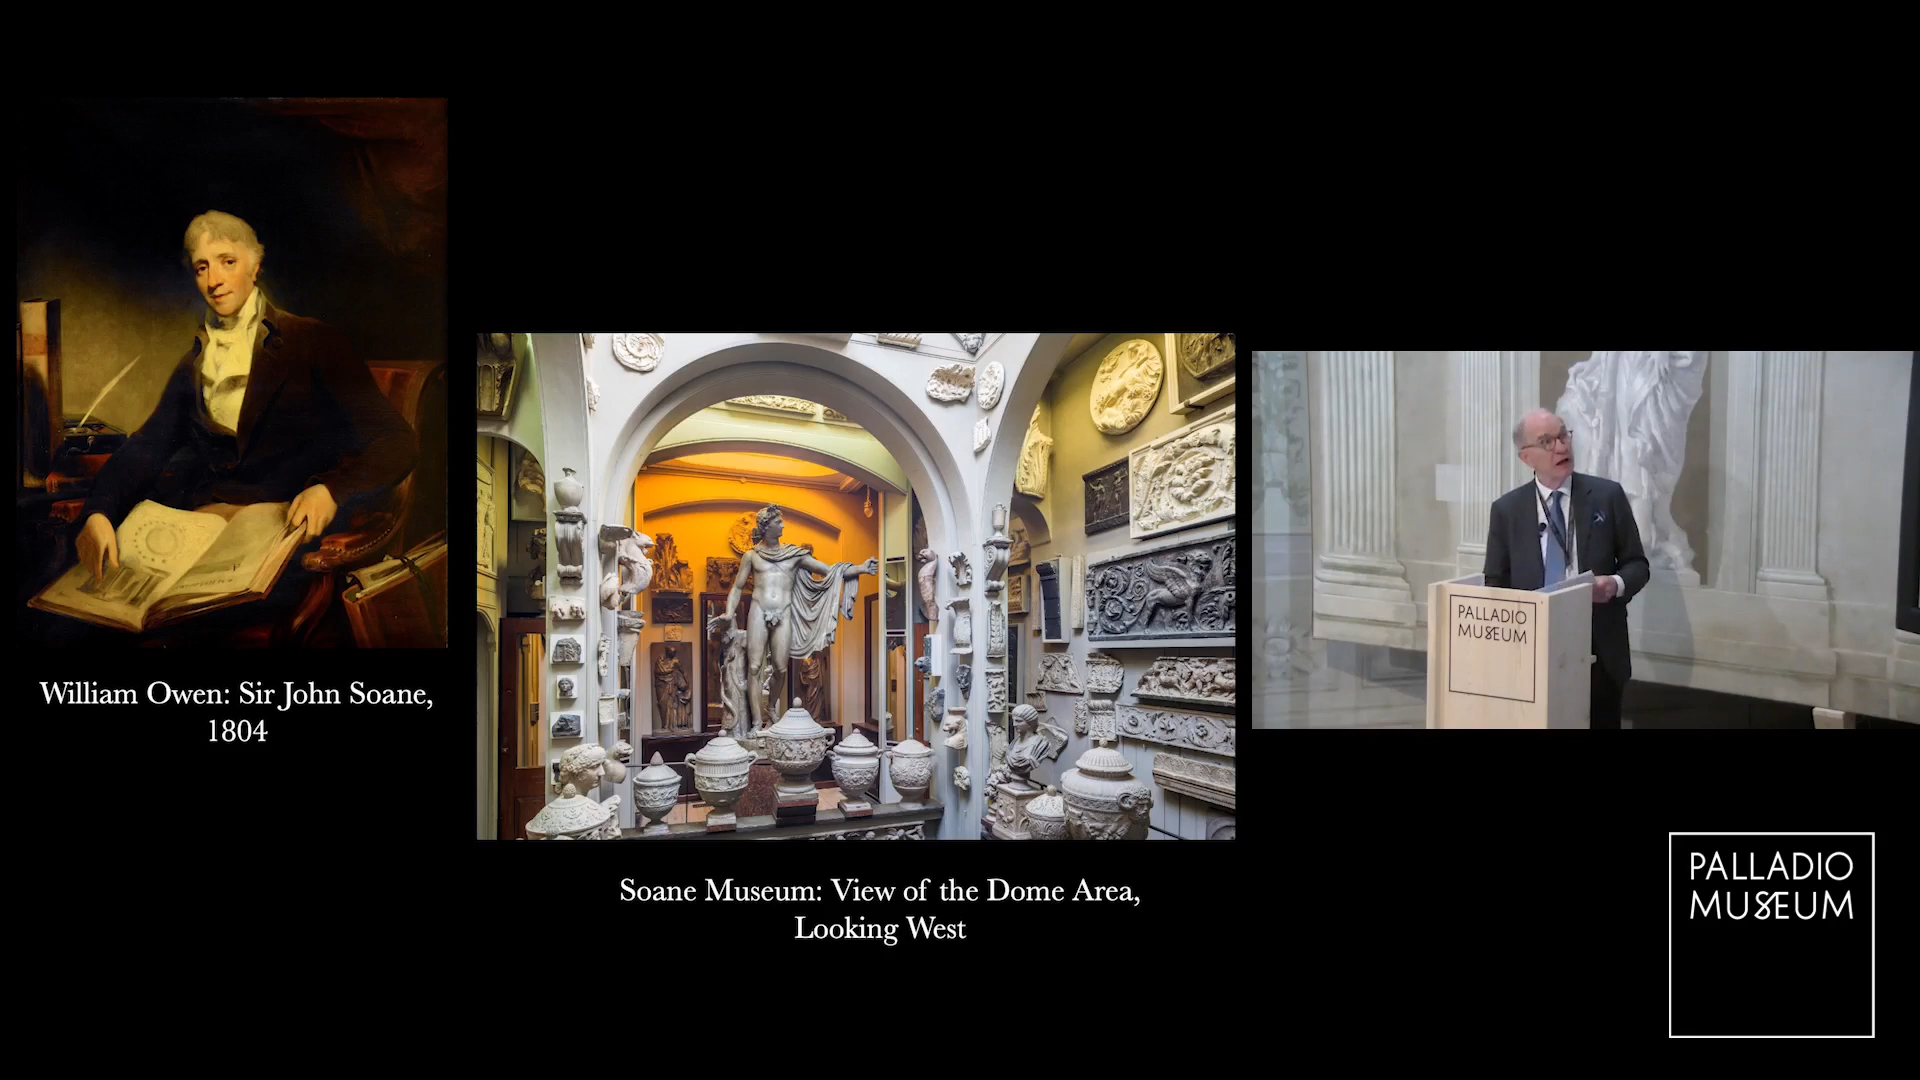 William Owen: Sir John Soane,
1804
Soane Museum: View of the Dome Area,
Looking West
PALLADIO
MUSEUM
PALLADIO
MUSEUM